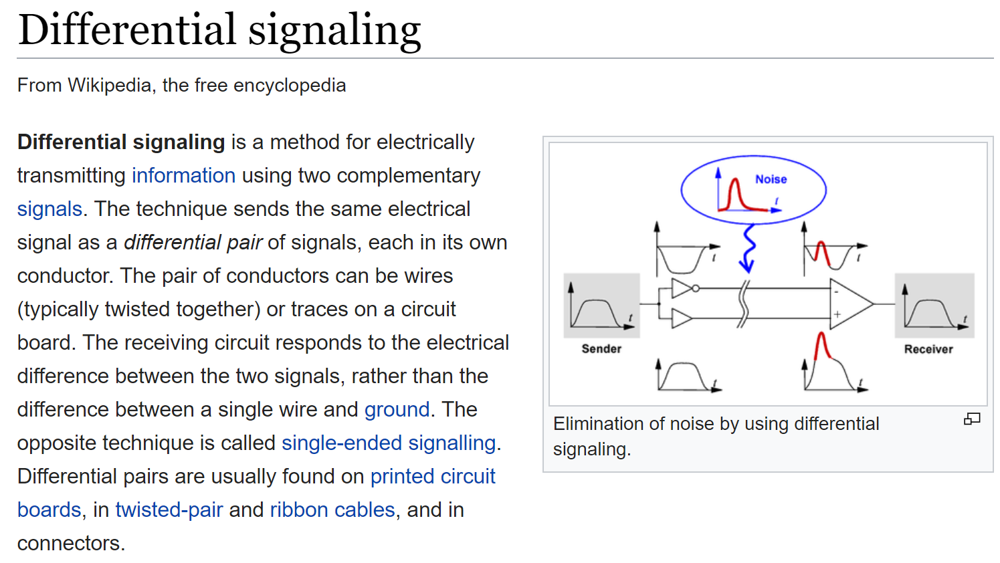 Differential signaling
From Wikipedia, the free encyclopedia
Differential signaling is a method for electrically
transmitting information using two complementary
signals. The technique sends the same electrical
signal as a differential pair of signals, each in its own
conductor. The pair of conductors can be wires
(typically twisted together) or traces on a circuit
board. The receiving circuit responds to the electrical
difference between the two signals, rather than the
difference between a single wire and ground. The
opposite technique is called single-ended signalling.
Differential pairs are usually found on printed circuit
boards, in twisted-pair and ribbon cables, and in
connectors.
Noise
t
t
t
-
+
t
t
Sender
Receiver
t
t
Elimination of noise by using differential
signaling.